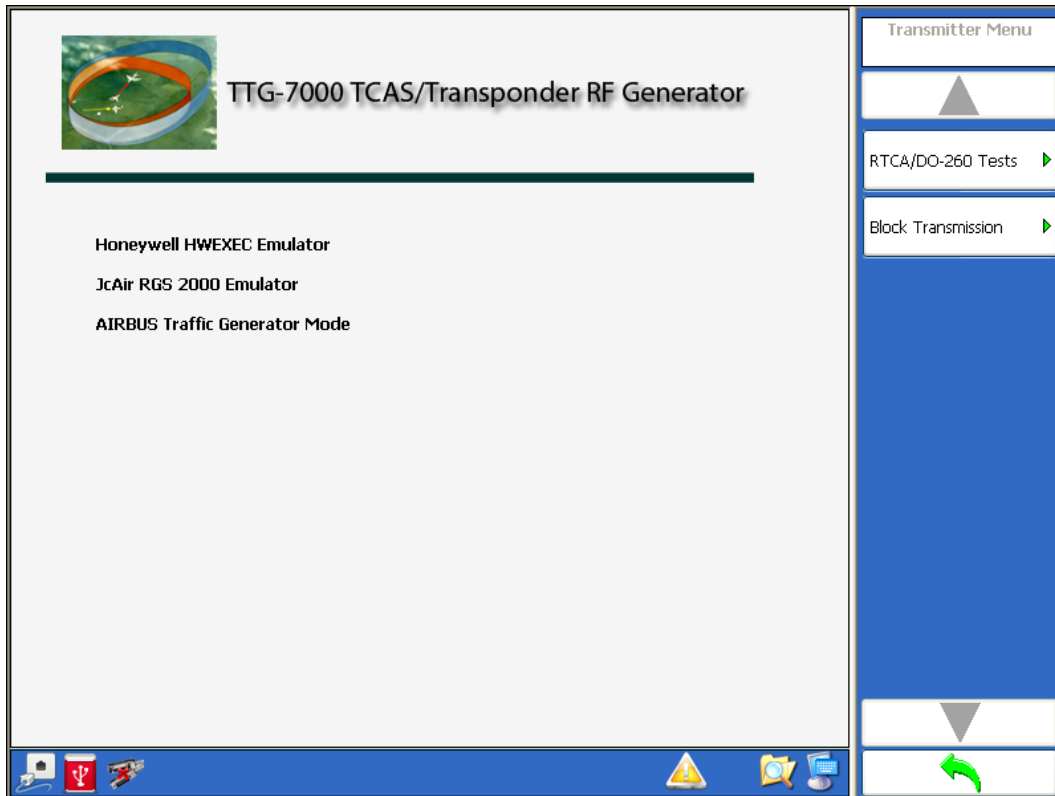 TTG-7000 TCAS/Transponder RF Generator
Honeywell HWEXEC Emulator
JcAir RGS 2000 Emulator
AIRBUS Traffic Generator Mode
Transmitter Menu
RTCA/DO-260 Tests
Block Transmission